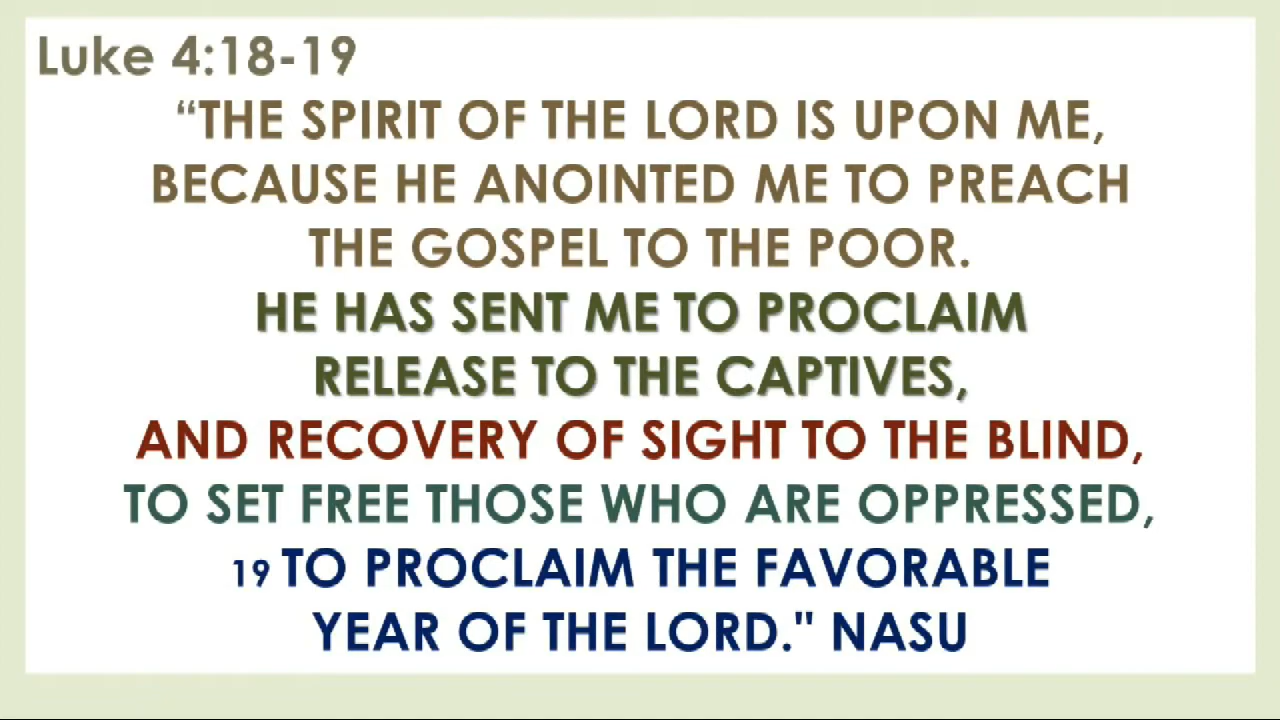 Luke 4:18-19
“THE SPIRIT OF THE LORD IS UPON ME,
BECAUSE HE ANOINTED ME TO PREACH
THE GOSPEL TO THE POOR.
HE HAS SENT ME TO PROCLAIM
RELEASE TO THE CAPTIVES,
AND RECOVERY OF SIGHT TO THE BLIND,
TO SET FREE THOSE WHO ARE OPPRESSED,
19 TO PROCLAIM THE FAVORABLE
YEAR OF THE LORD." NASU